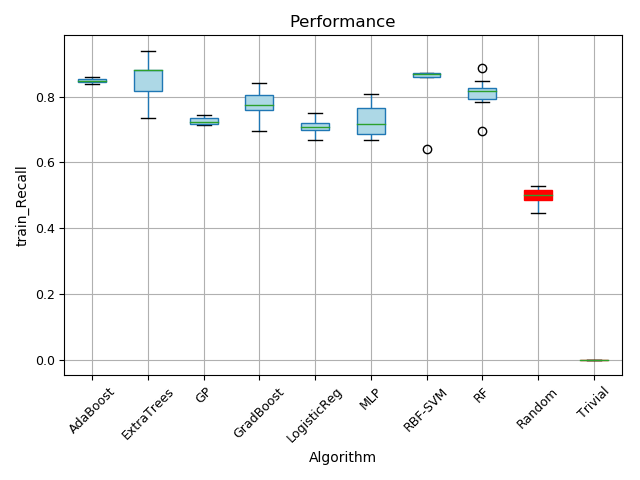 Performance
train_Recall
0.8
0.6
0.4
0.2
0.0
AdaBoost
ExtraTrees
GP
GradBoost
LogisticReg
MLP
RBF-SVM
RF
Random
Trivial
Algorithm